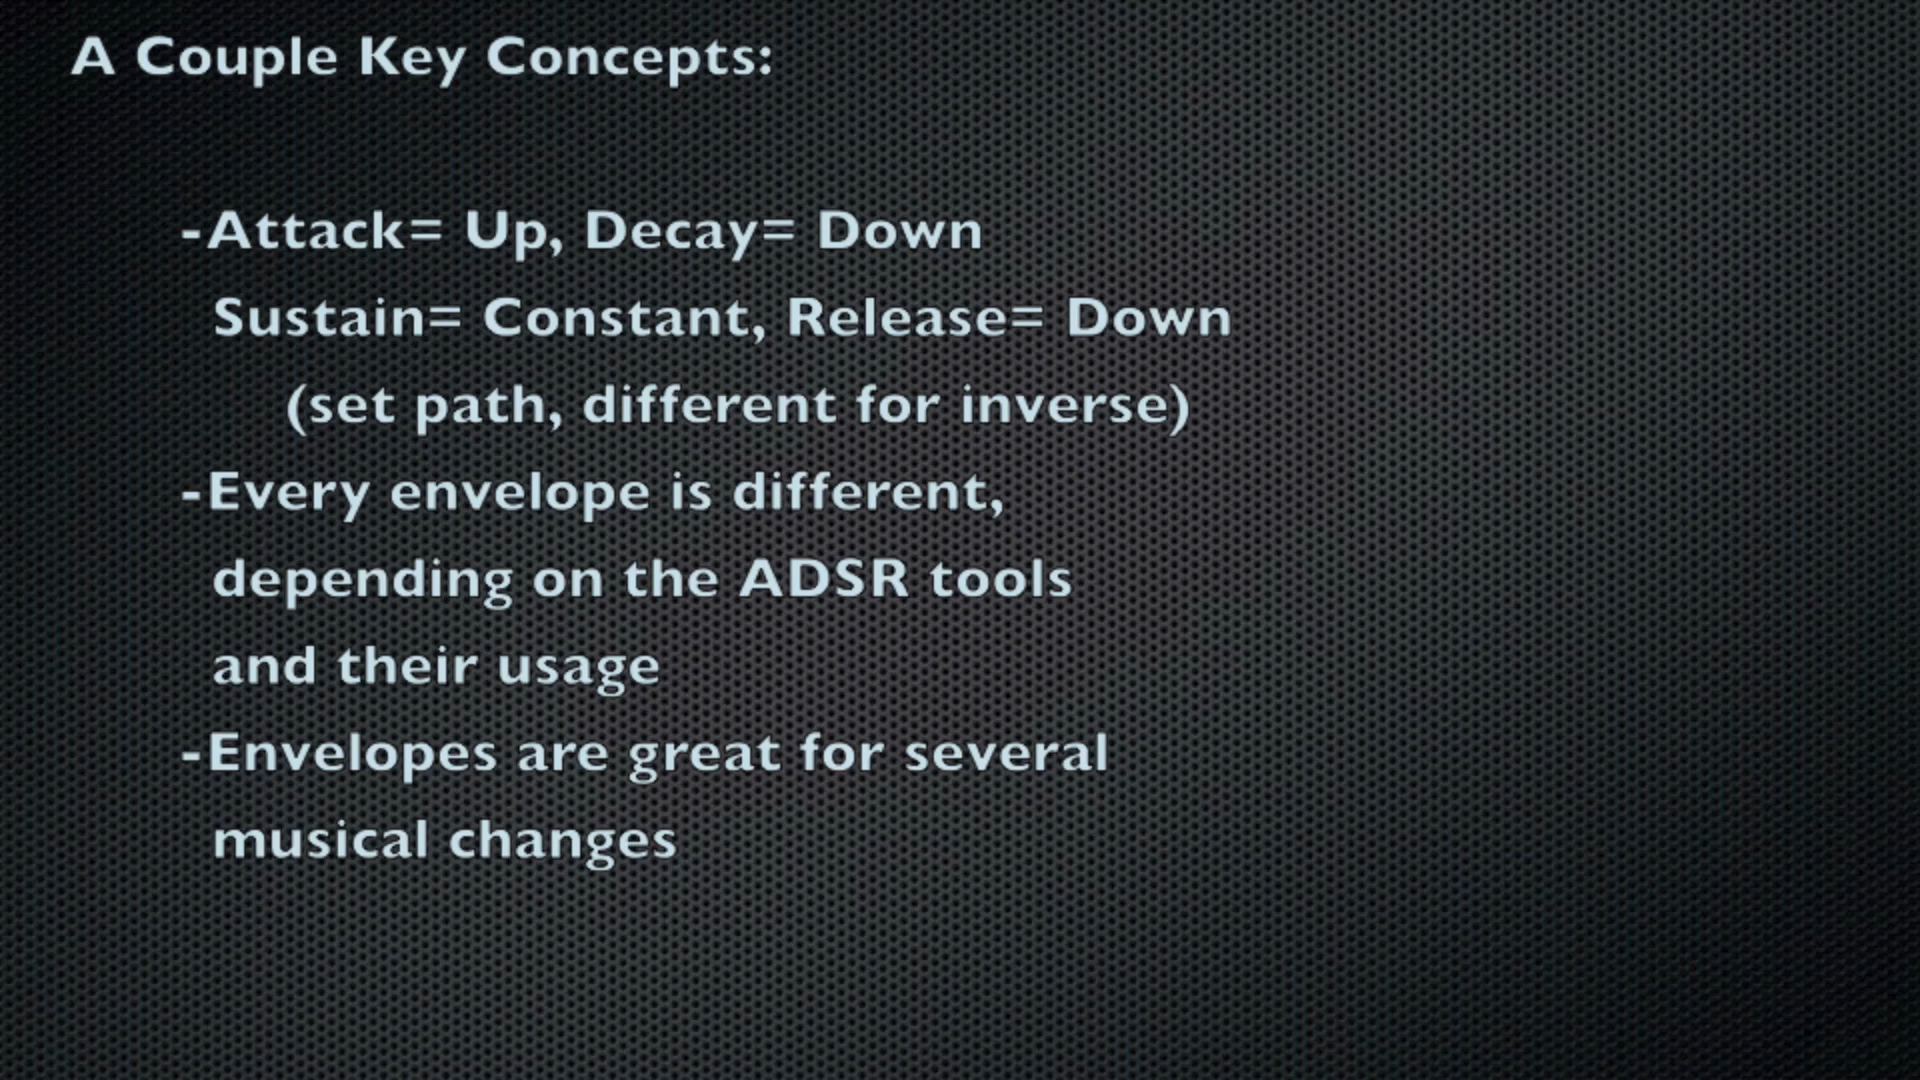 A Couple Key Concepts:
-Attack= Up, Decay= Down
Sustain= Constant, Release= Down
(set path, different for inverse)
-Every envelope is different,
depending on the ADSR tools
and their usage
-Envelopes are great for several
musical changes